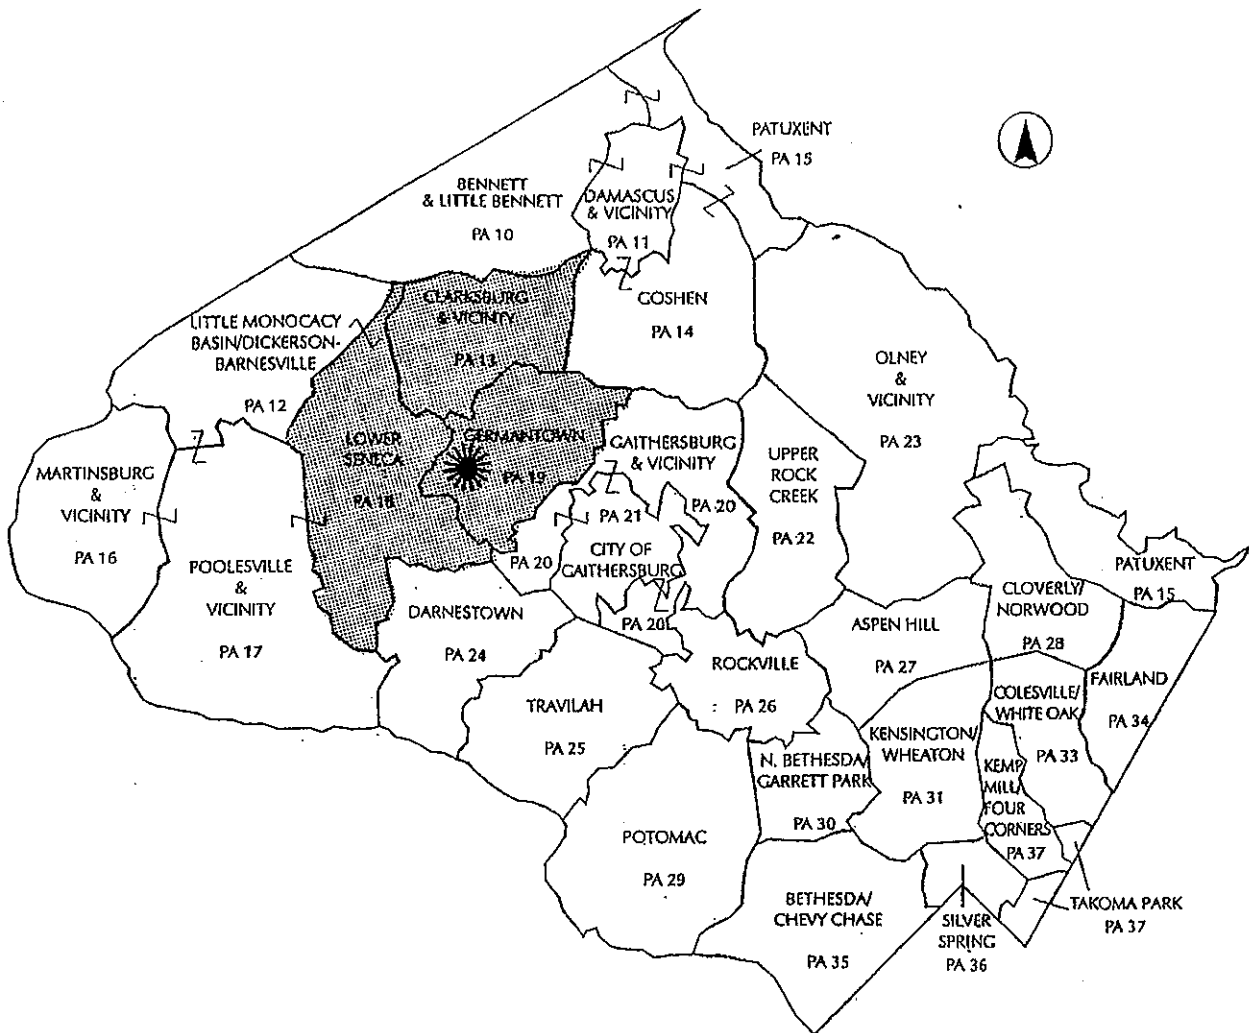 PATUXENT
PA 15
BENNETT
& LITTLE BENNETT
PA 10
DAMASCUS
& VICINITY
PA 11
CLARKSBURG
& VICINTY
PA 13
GOSHEN
PA 14
LITTLE MONOCACY
BASIN/DICKERSON-
BARNESVILLE
PA 12
OLNEY
&
VICINITY
PA 23
LOWER
SENECA
PA 18
GERMANTOWN
PA 19
GAITHERSBURG
& VICINITY
PA 20
UPPER
ROCK
CREEK
PA 22
MARTINSBURG
&
VICINITY
PA 16
PA 21
CITY OF
GAITHERSBURG
PA 20
PA 20
POOLESVILLE
&
VICINITY
PA 17
DARNESTOWN
PA 24
PATUXENT
PA 15
CLOVERLY/
NORWOOD
PA 28
ASPEN HILL
PA 27
ROCKVILLE
PA 26
TRAVILAH
PA 25
FAIRLAND
PA 34
COLESVILLE/
WHITE OAK
PA 33
KENSINGTON/
WHEATON
PA 31
N. BETHESDA/
GARRETT PARK
PA 30
KEMP
MILL/
FOUR
CORNERS
PA 37
POTOMAC
PA 29
BETHESDA/
CHEVY CHASE
PA 35
SILVER
SPRING
PA 36
TAKOMA PARK
PA 37